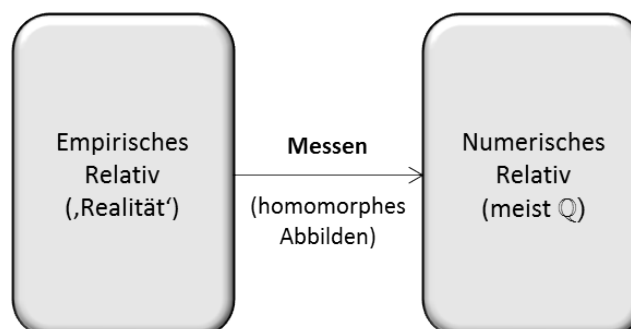 Empirisches
Relativ
(‚Realität‘)
Messen
(homomorphes
Abbilden)
Numerisches
Relativ
(meist ℚ)